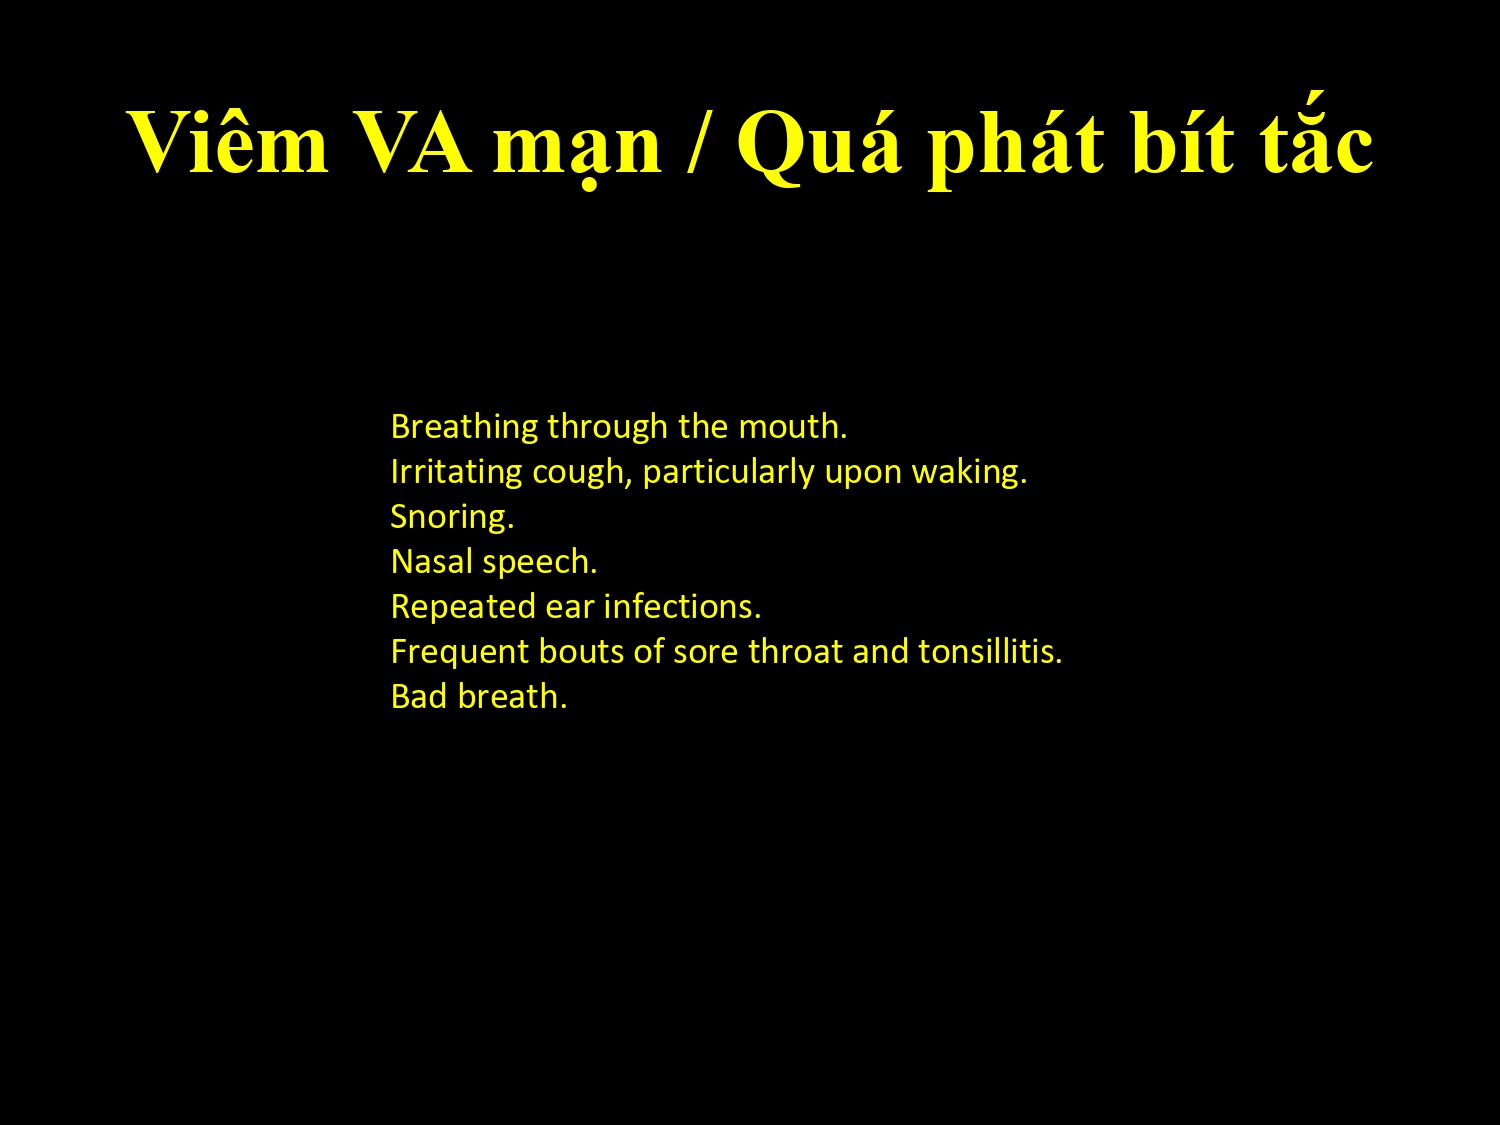 Viêm VA mạn / Quá phát bít tắc
Breathing through the mouth.
Irritating cough, particularly upon waking.
Snoring.
Nasal speech.
Repeated ear infections.
Frequent bouts of sore throat and tonsillitis.
Bad breath.